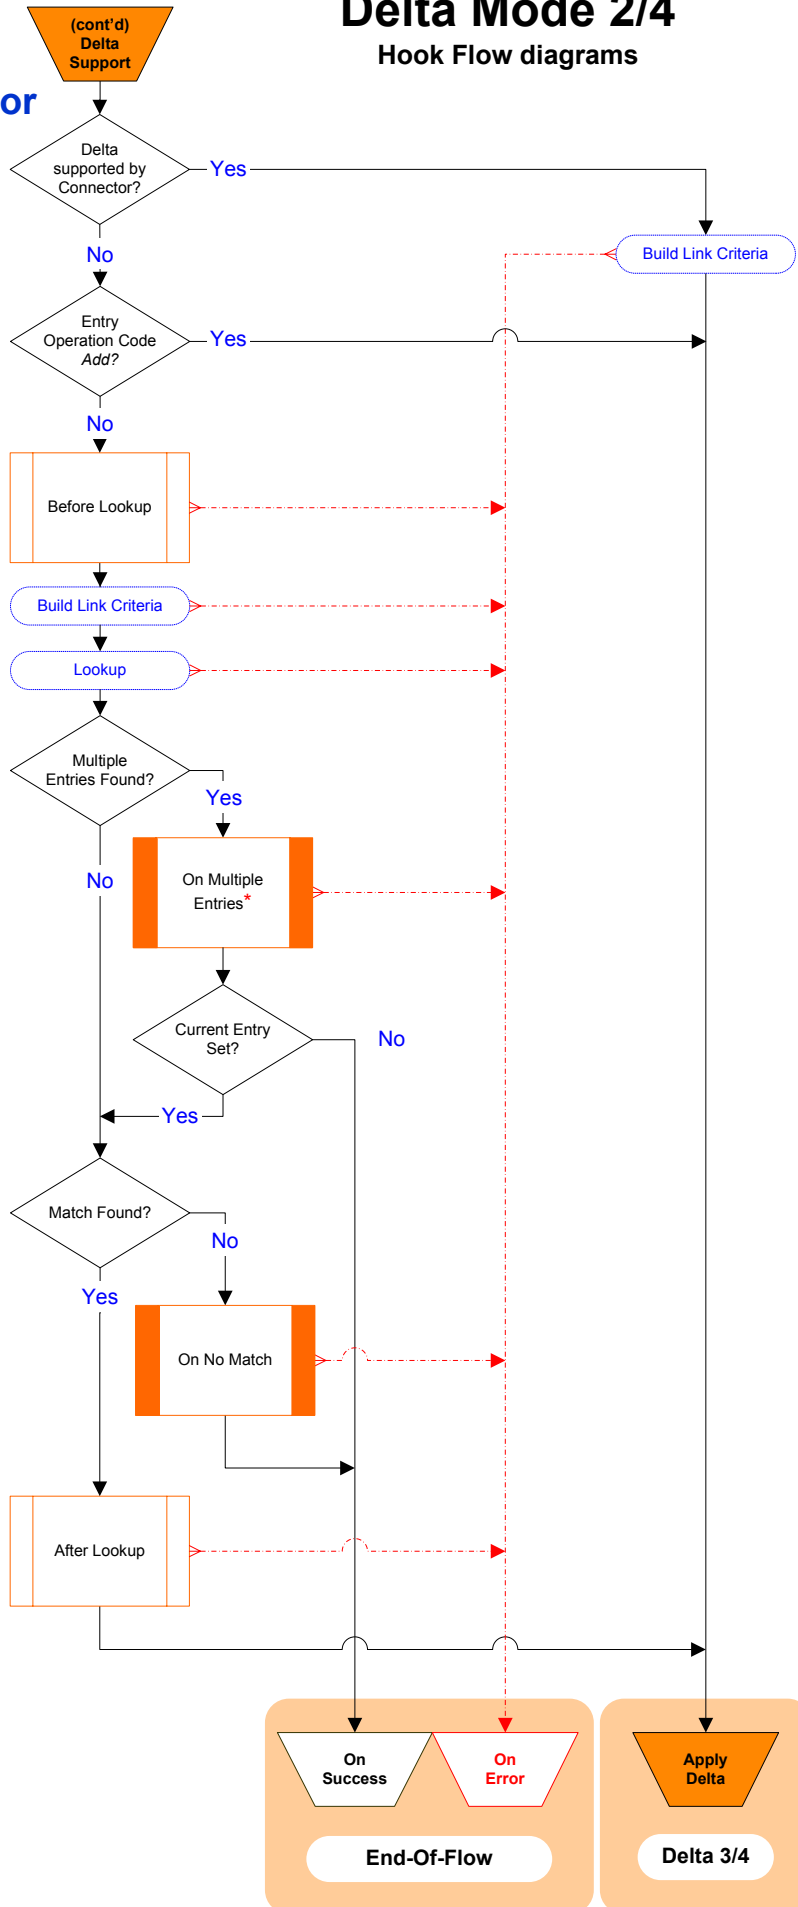 Delta Mode 2/4
Hook Flow diagrams
(cont'd)
Delta
Support
or
Delta
supported by
Connector?
Yes
No
Build Link Criteria
Entry
Operation Code
Add?
Yes
No
Before Lookup
Build Link Criteria
Lookup
Multiple
Entries Found?
Yes
No
On Multiple
Entries*
Current Entry
Set?
No
Yes
Match Found?
No
Yes
On No Match
After Lookup
On
Success
On
Error
Apply
Delta
End-Of-Flow
Delta 3/4